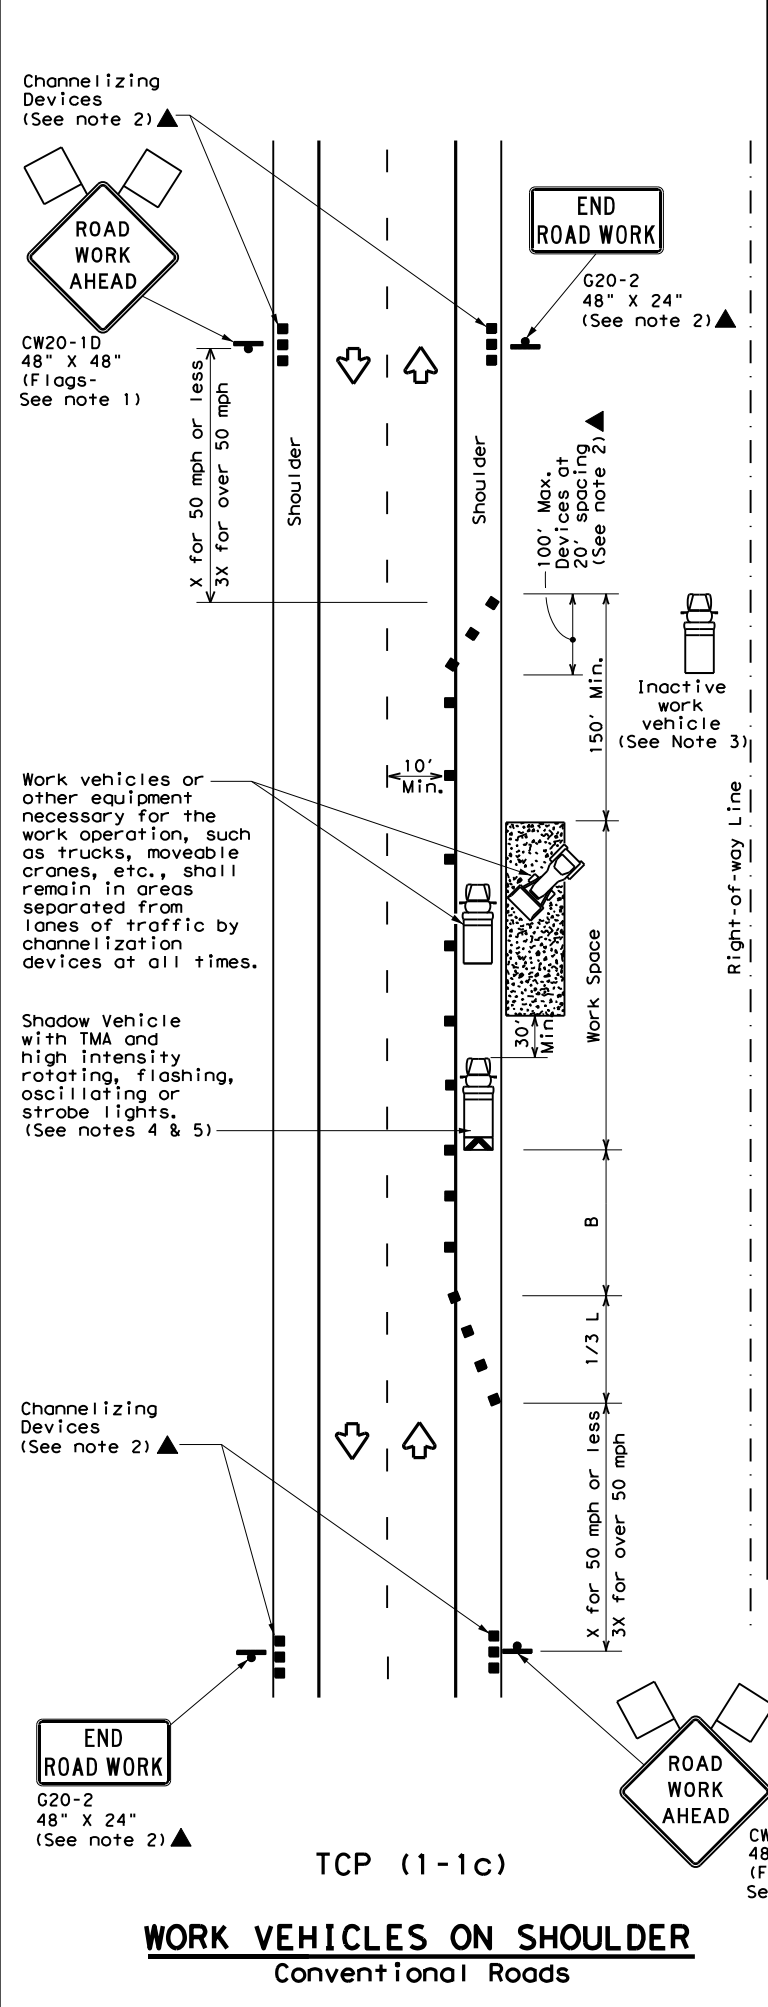 Channelizing
Devices
(See note 2)
ROAD
WORK
AHEAD
CW20-1D
48" X 48"
(Flags-
See note 1)
END
ROAD WORK
G20-2
48" X 24"
(See note 2)
X for 50 mph or less
3X for over 50 mph
Shoulder
Shoulder
100' Max.
Devices at
20' spacing
(See note 2)
150' Min.
Inactive
work
vehicle
(See Note 3)
Right-of-way Line
10'
Min.
Work vehicles or
other equipment
necessary for the
work operation, such
as trucks, moveable
cranes, etc., shall
remain in areas
separated from
lanes of traffic by
channelization
devices at all times.
Work Space
30'
Min.
Shadow Vehicle
with TMA and
high intensity
rotating, flashing,
oscillating or
strobe lights.
(See notes 4 & 5)
B
1/3 L
Channelizing
Devices
(See note 2)
X for 50 mph or less
3X for over 50 mph
END
ROAD WORK
G20-2
48" X 24"
(See note 2)
ROAD
WORK
AHEAD
CW
48
(F
Se
TCP (1-1c)
WORK VEHICLES ON SHOULDER
Conventional Roads